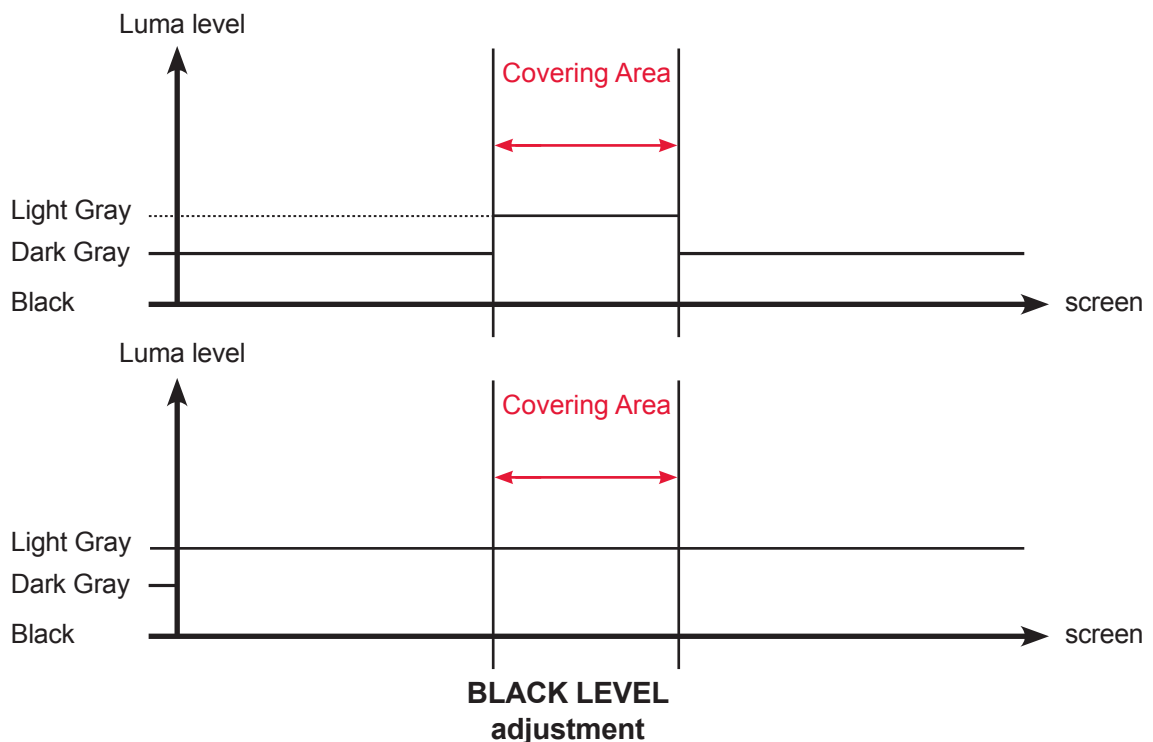 Luma level
Covering Area
Light Gray
Dark Gray
Black
screen
Luma level
Covering Area
Light Gray
Dark Gray
Black
screen
BLACK LEVEL
adjustment